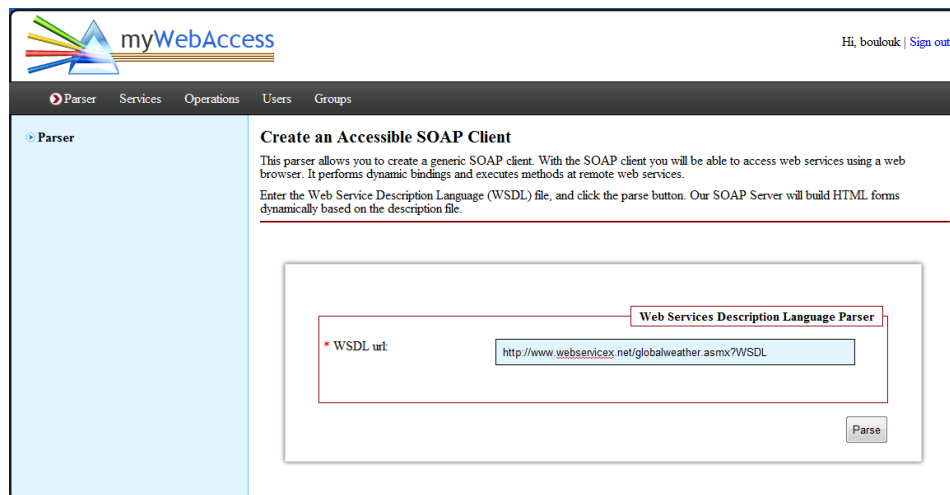 myWebAccess
Hi, boulouk | Sign out
Parser Services Operations Users Groups
Parser
Create an Accessible SOAP Client
This parser allows you to create a generic SOAP client. With the SOAP client you will be able to access web services using a web
browser. It performs dynamic bindings and executes methods at remote web services.
Enter the Web Service Description Language (WSDL) file, and click the parse button. Our SOAP Server will build HTML forms
dynamically based on the description file.
Web Services Description Language Parser
* WSDL url:
http://www.webservicex.net/globalweather.asmx?WSDL
Parse